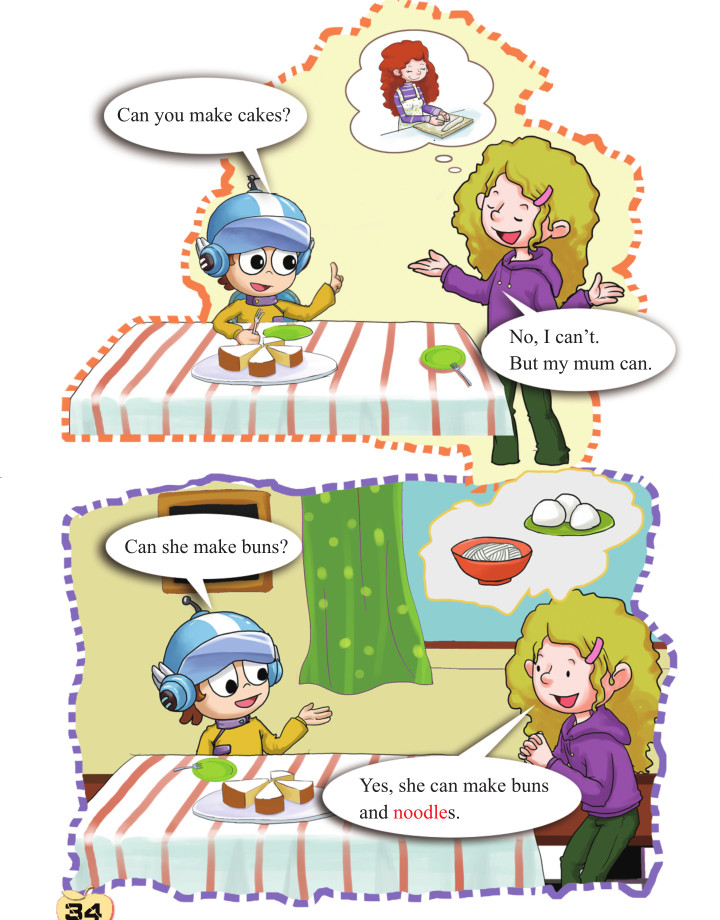 Can you make cakes?
No, I can't.
But my mum can.
Can she make buns?
Yes, she can make buns
and noodles.
34